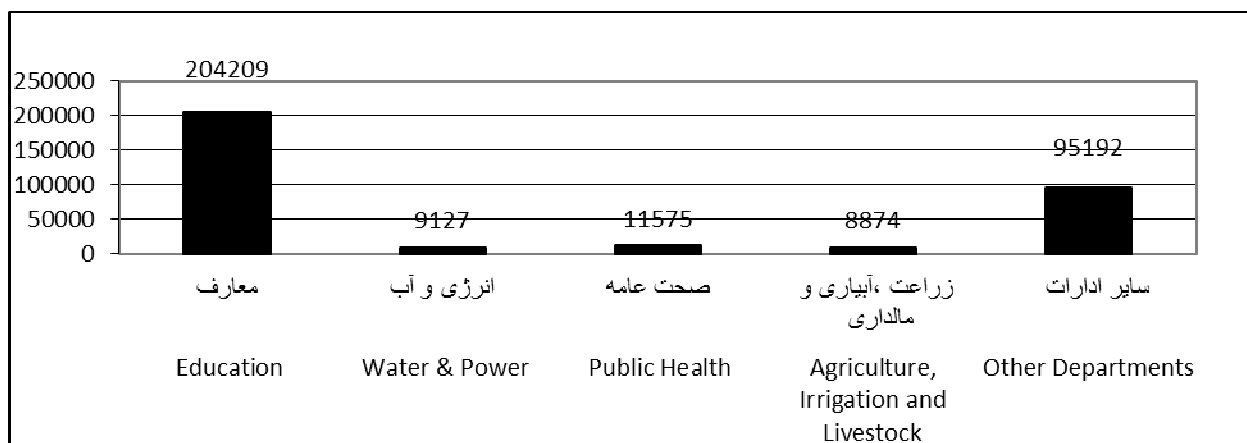 204209
250000
200000
150000
100000
50000
0
9127
11575
8874
95192
معارف
انرژی و آب
صحت عامه
زراعت ،آبیاری و
مالداری
سایر ادارات
Education
Water & Power
Public Health
Agriculture,
Irrigation and
Livestock
Other Departments